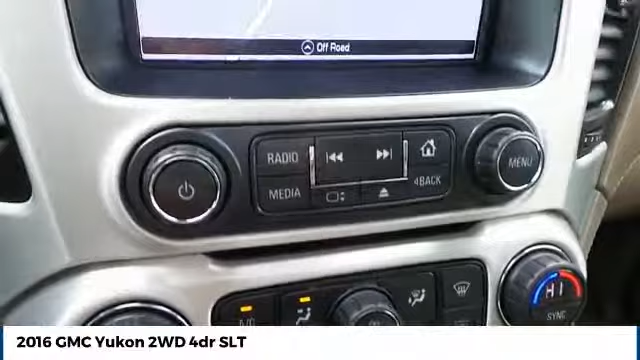 Off Road
RADIO
MEDIA
BACK
MENU
HI
SYNC
2016 GMC Yukon 2WD 4dr SLT